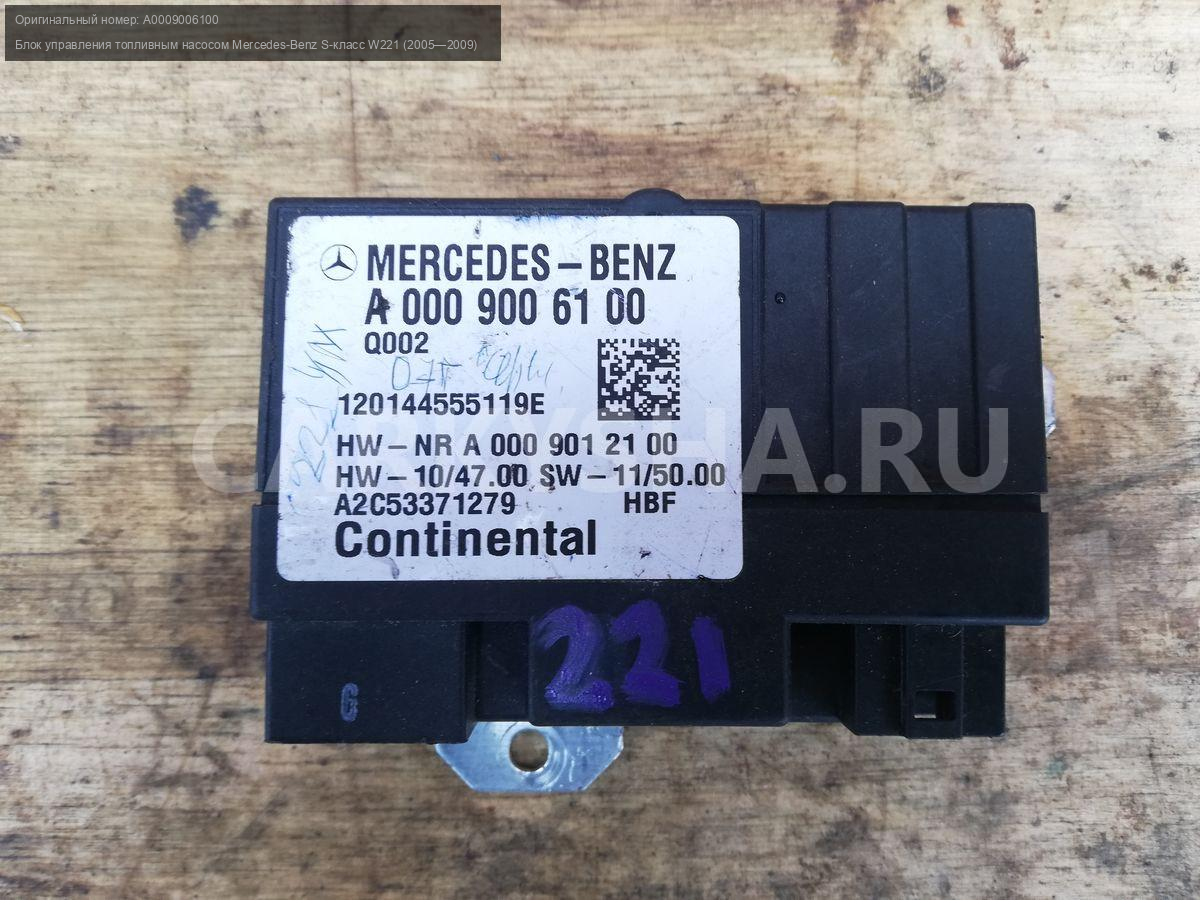 Оригинальный номер: A0009006100
Блок управления топливным насосом Mercedes-Benz S-класс W221 (2005—2009)
MERCEDES-BENZ
A 000 900 61 00
Q002
120144555119E
HW-NR A 000 901 21 00
HW-10/47.00 SW-11/50.00
A2C53371279 HBF
Continental
CARKYSHA.RU
221
G